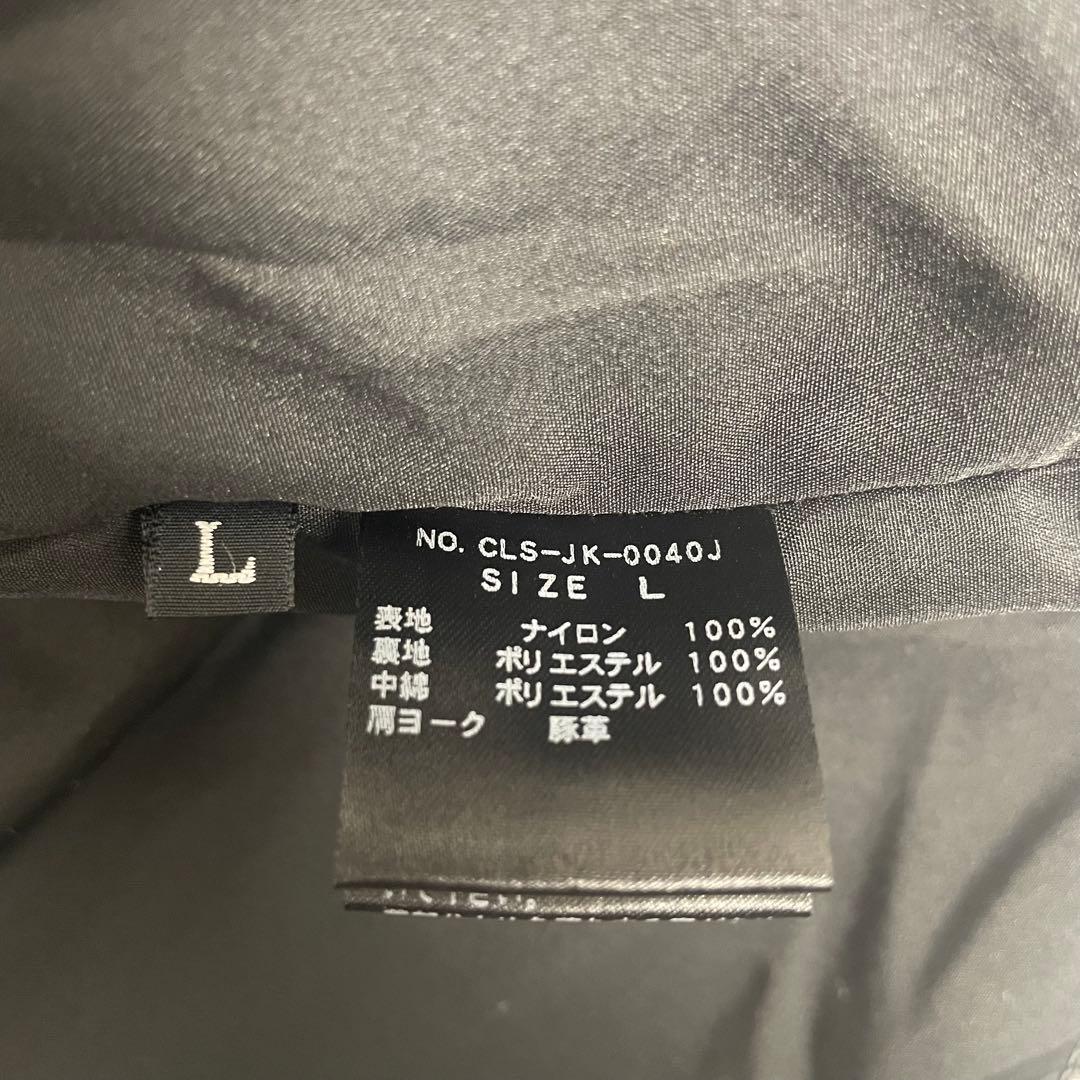 L
NO. CLS-JK-0040J
SIZE L
表地 ナイロン 100%
裏地 ポリエステル 100%
中綿 ポリエステル 100%
肩ヨーク 豚革